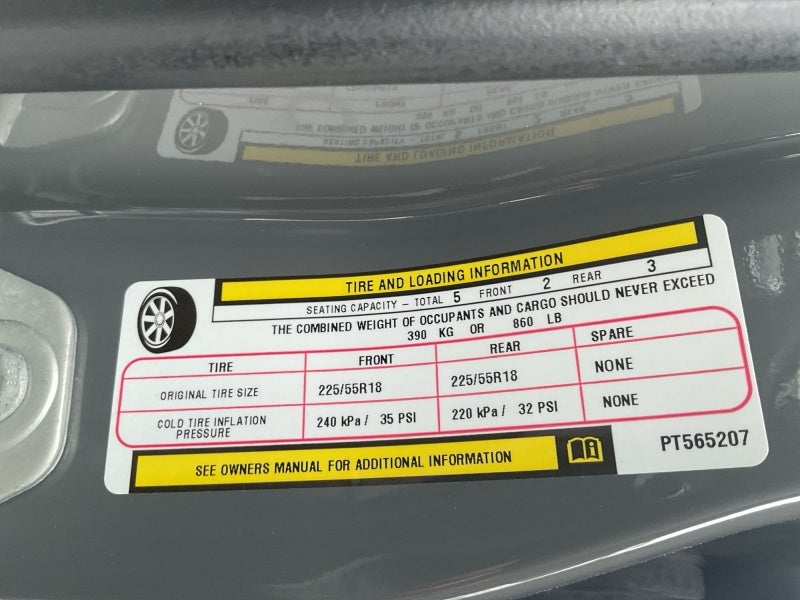 TIRE AND LOADING INFORMATION
SEATING CAPACITY – TOTAL 5 FRONT 2 REAR 3
THE COMBINED WEIGHT OF OCCUPANTS AND CARGO SHOULD NEVER EXCEED
390 KG OR 860 LB
TIRE FRONT REAR SPARE
ORIGINAL TIRE SIZE 225/55R18 225/55R18 NONE
COLD TIRE INFLATION PRESSURE 240 kPa / 35 PSI 220 kPa / 32 PSI NONE
SEE OWNERS MANUAL FOR ADDITIONAL INFORMATION
PT565207